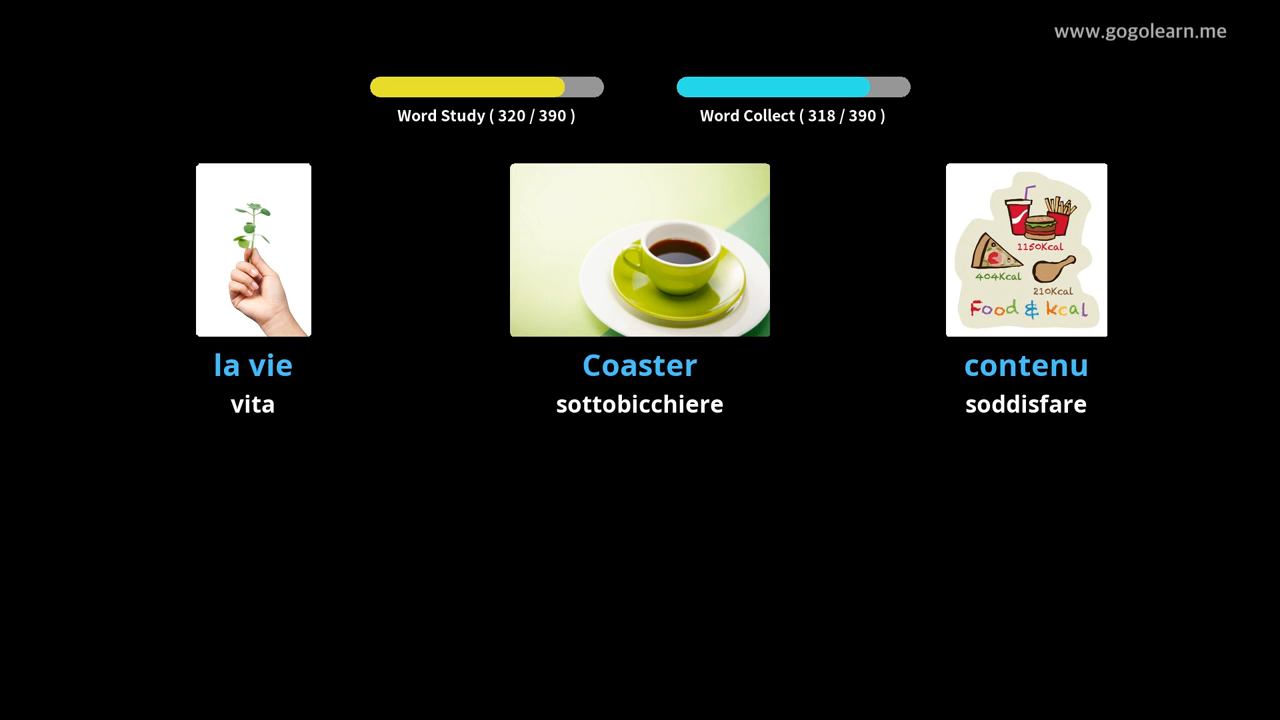 www.gogolearn.me
Word Study ( 320 / 390 )
Word Collect ( 318 / 390 )
1150Kcal
404Kcal
210Kcal
Food & kcal
la vie
Coaster
contenu
vita
sottobicchiere
soddisfare